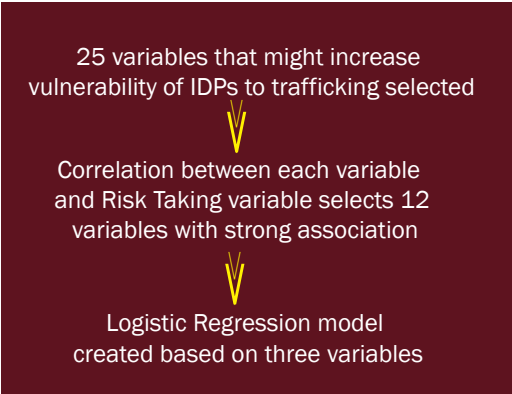 25 variables that might increase
vulnerability of IDPs to trafficking selected
Correlation between each variable
and Risk Taking variable selects 12
variables with strong association
Logistic Regression model
created based on three variables